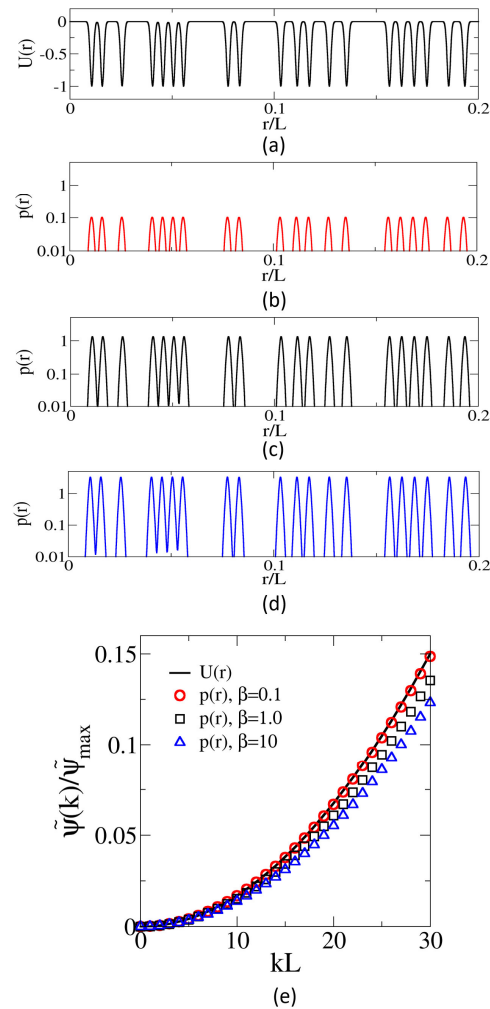 U(r)
0
-0.5
-1
0
0.1
0.2
r/L
(a)
p(r)
1
0.1
0.01
0
0.1
0.2
r/L
(b)
p(r)
1
0.1
0.01
0
0.1
0.2
r/L
(c)
p(r)
1
0.1
0.01
0
0.1
0.2
r/L
(d)
ψ̃(k)/ψ̃max
0.15
0.1
0.05
0
U(r)
p(r), β=0.1
p(r), β=1.0
p(r), β=10
0
10
20
30
kL
(e)